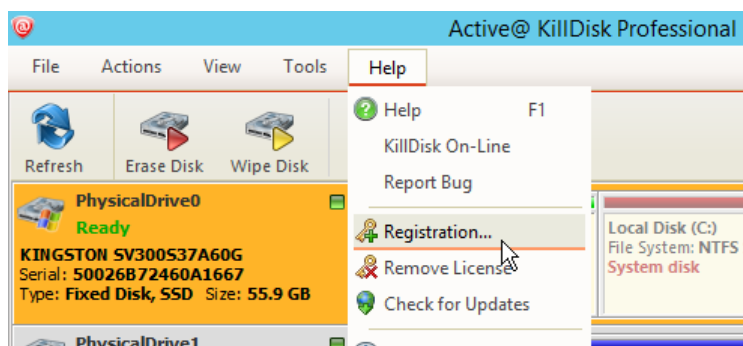 Active@ KillDisk Professional
File Actions View Tools Help
Refresh Erase Disk Wipe Disk
Help F1
KillDisk On-Line
Report Bug
Registration...
Remove License
Check for Updates
PhysicalDrive0
Ready
KINGSTON SV300S37A60G
Serial: 50026B72460A1667
Type: Fixed Disk, SSD Size: 55.9 GB
Local Disk (C:)
File System: NTFS
System disk
PhysicalDrive1